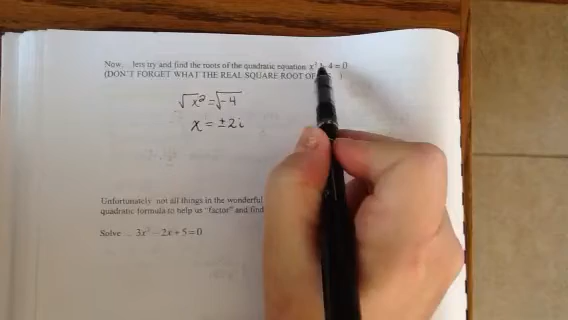 Now lets try and find the roots of the quadratic equation x² + 4 = 0
(DON'T FORGET WHAT THE REAL SQUARE ROOT OF )
√x² = √-4
x = ±2i
Unfortunately not all things in the wonderful
quadratic formula to help us "factor" and find
Solve 3x² - 2x + 5 = 0